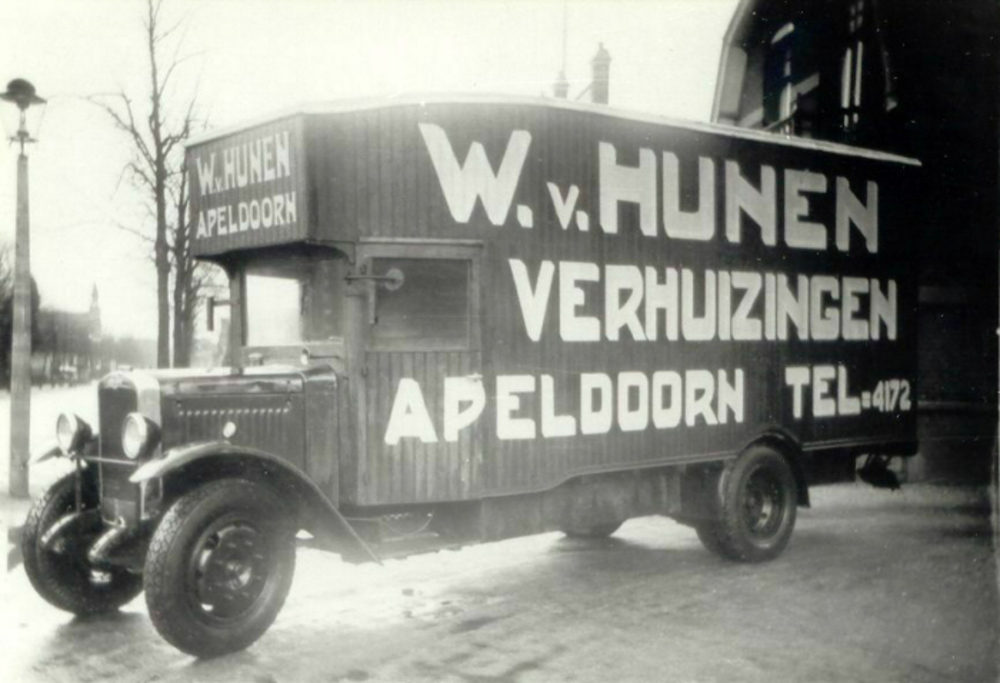 W.v. HUNEN
APELDOORN
W. v. HUNEN
VERHUIZINGEN
APELDOORN TEL=4172